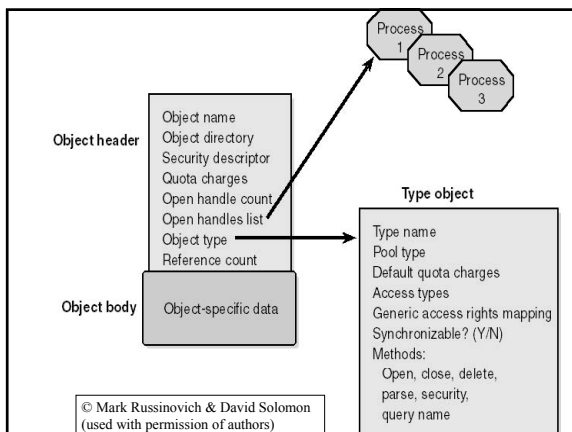 Process
1
Process
2
Process
3
Object header
Object name
Object directory
Security descriptor
Quota charges
Open handle count
Open handles list
Object type
Reference count
Object body
Object-specific data
Type object
Type name
Pool type
Default quota charges
Access types
Generic access rights mapping
Synchronizable? (Y/N)
Methods:
Open, close, delete,
parse, security,
query name
© Mark Russinovich & David Solomon
(used with permission of authors)